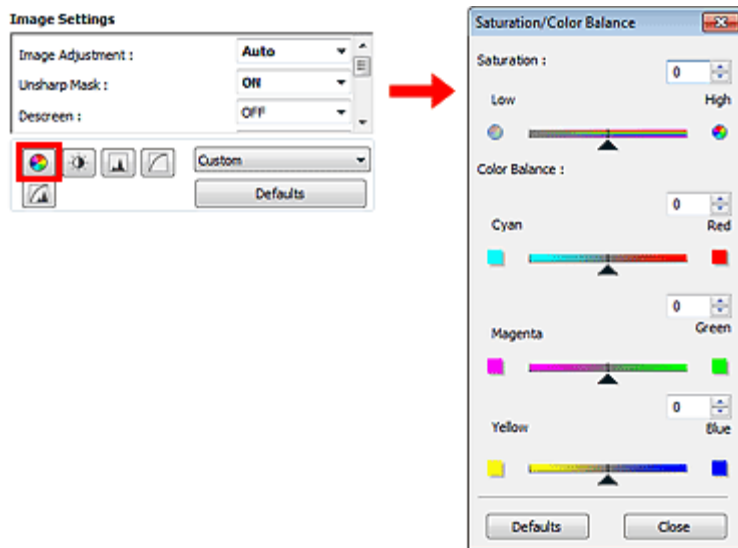 Image Settings
Image Adjustment : Auto
Unsharp Mask : ON
Descreen : OFF
Custom
Defaults
Saturation/Color Balance
Saturation :
0
Low High
Color Balance :
0
Cyan Red
0
Magenta Green
0
Yellow Blue
Defaults Close